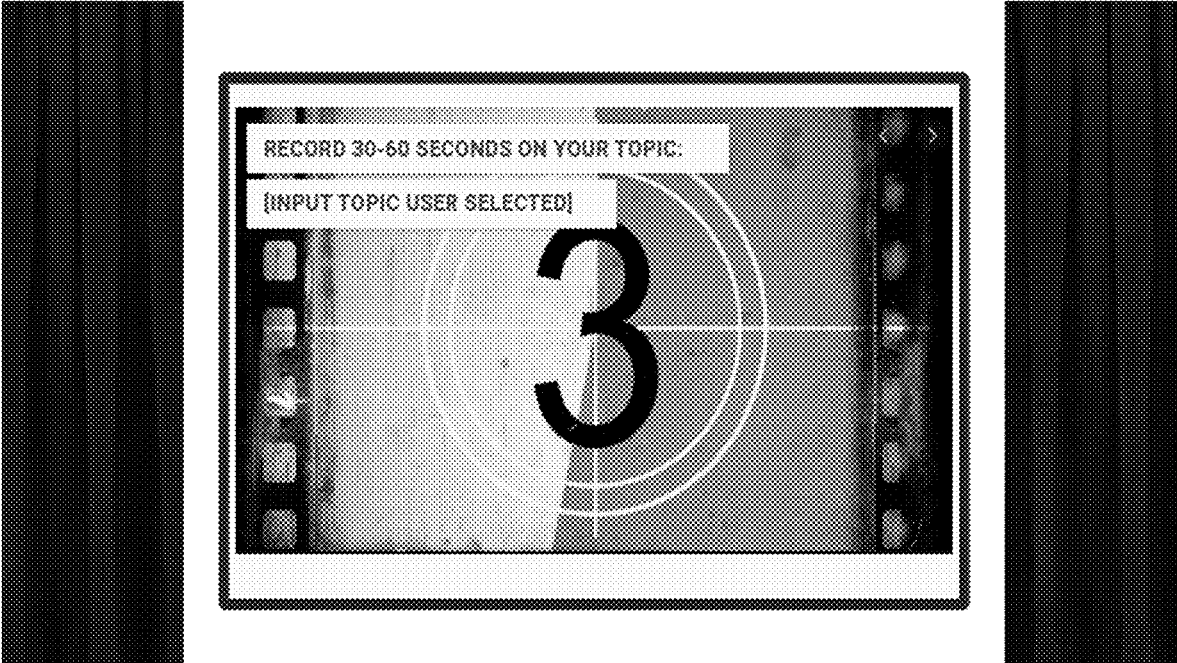 RECORD 30-60 SECONDS ON YOUR TOPIC:
[INPUT TOPIC USER SELECTED]
3